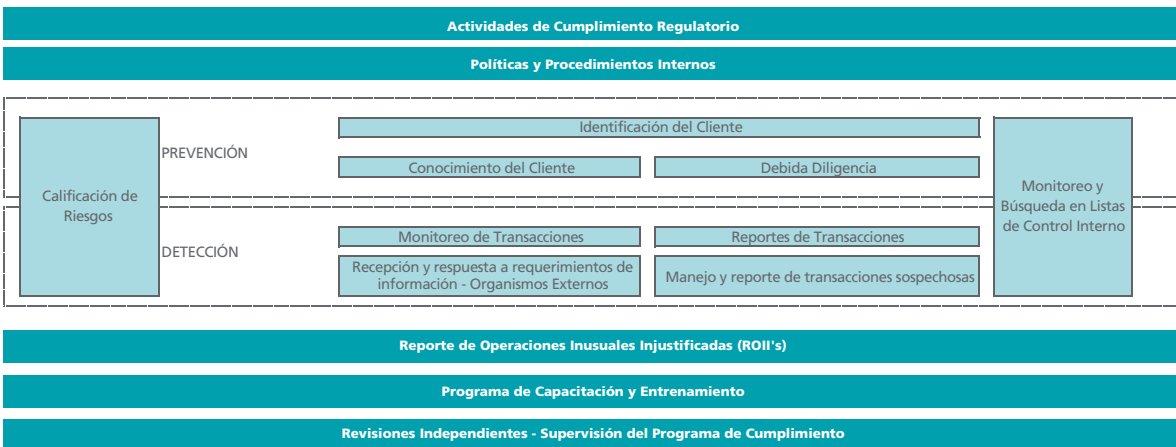 Actividades de Cumplimiento Regulatorio
Políticas y Procedimientos Internos
Calificación de
Riesgos
PREVENCIÓN
Identificación del Cliente
Conocimiento del Cliente
Debida Diligencia
DETECCIÓN
Monitoreo de Transacciones
Reportes de Transacciones
Recepción y respuesta a requerimientos de
información - Organismos Externos
Manejo y reporte de transacciones sospechosas
Monitoreo y
Búsqueda en Listas
de Control Interno
Reporte de Operaciones Inusuales Injustificadas (ROII's)
Programa de Capacitación y Entrenamiento
Revisiones Independientes - Supervisión del Programa de Cumplimiento